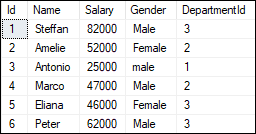 Id Name Salary Gender DepartmentId
1 Steffan 82000 Male 3
2 Amelie 52000 Female 2
3 Antonio 25000 male 1
4 Marco 47000 Male 2
5 Eliana 46000 Female 3
6 Peter 62000 Male 3